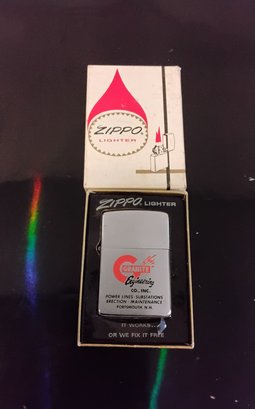 ZIPPO
LIGHTER
ZIPPO LIGHTER
GRANITE
Engineering
CO., INC.
POWER LINES - SUBSTATIONS
ERECTION - MAINTENANCE
PORTSMOUTH N.H.
IT WORKS...
OR WE FIX IT FREE